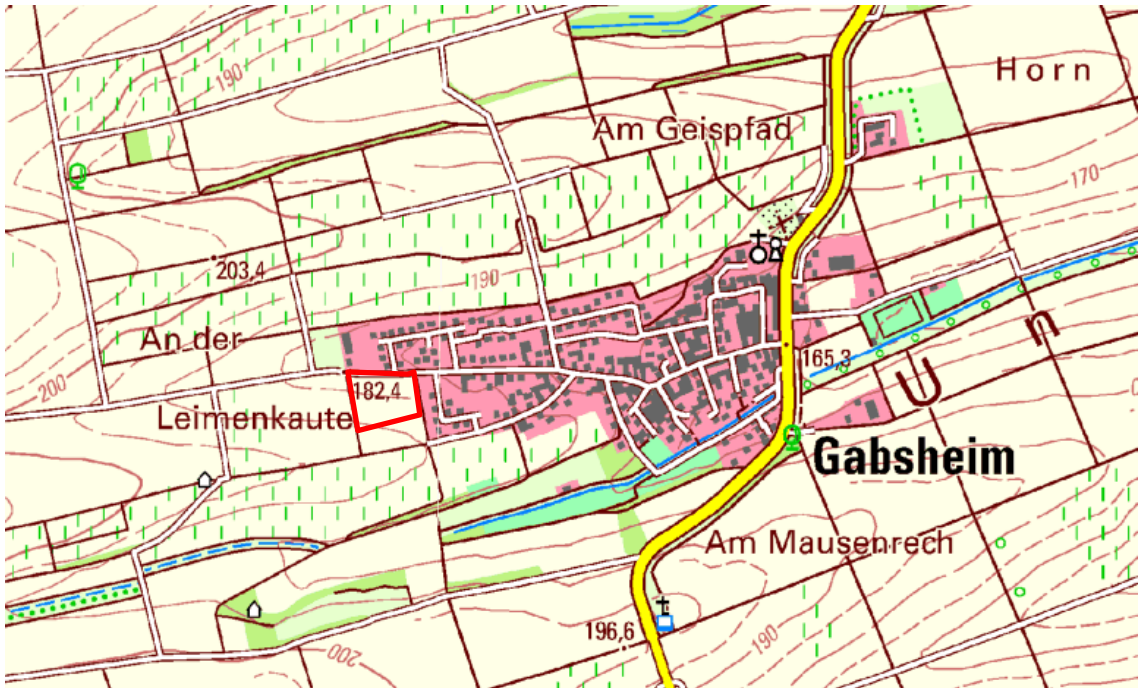 190
Horn
Am Geispfad
170
203,4
190
An der
165,3
Un
200
182,4
Leimenkaute
Gabsheim
Am Mausenrech
196,6
190
200